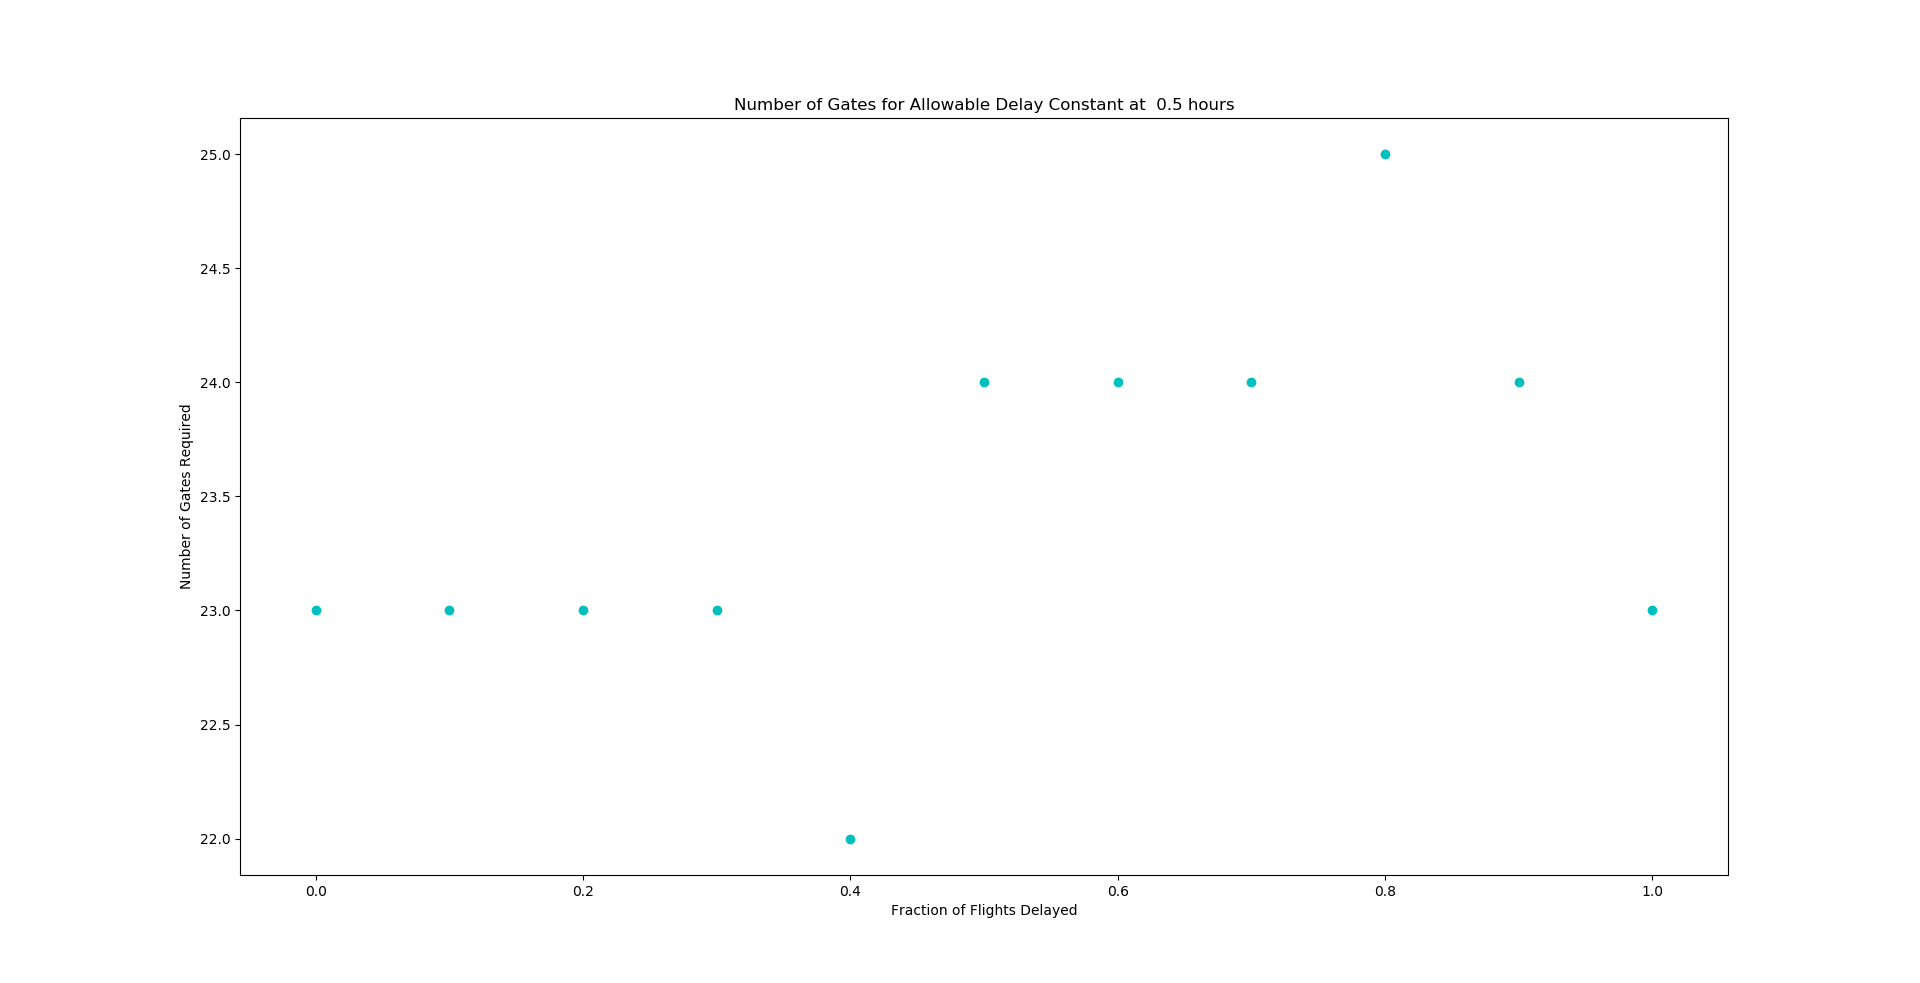 Number of Gates for Allowable Delay Constant at  0.5 hours
25.0
24.5
24.0
23.5
23.0
22.5
22.0
Number of Gates Required
0.0 0.2 0.4 0.6 0.8 1.0
Fraction of Flights Delayed